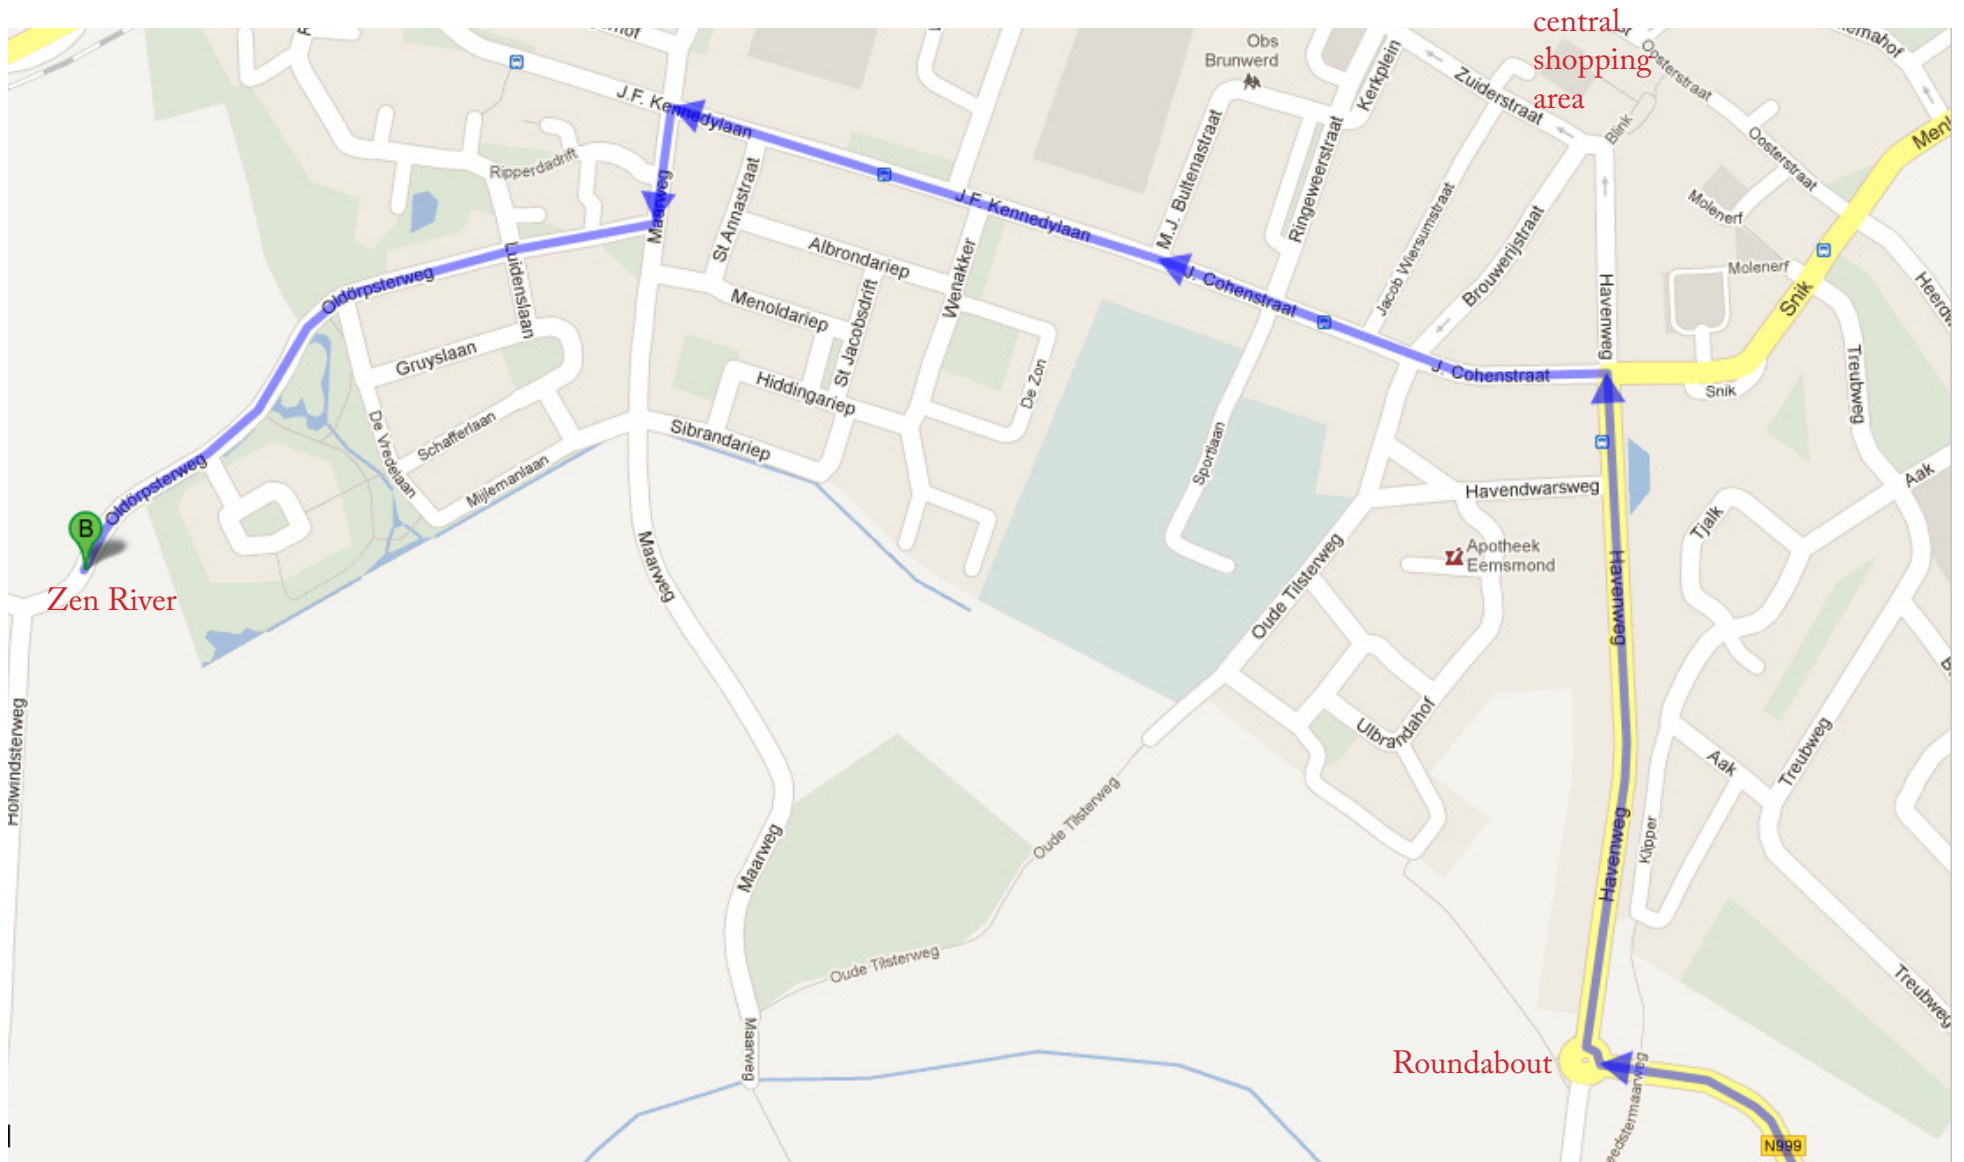 central
shopping
area
Obs
Brunwerd
Kerkplein
Zuiderstraat
Oosterstraat
Blink
Oosterstraat
J.F. Kennedylaan
Ripperdadrift
Maarweg
St Annastraat
M.J. Bultenastraat
Ringeweerstraat
Molenerf
Molenerf
J.F. Kennedylaan
Jacob Wiersumstraat
Brouwerijstraat
Havenweg
Snik
Luidenslaan
Albrondariep
Wenakker
J. Cohenstraat
Oldörpsterweg
Menoldariep
St Jacobsdrift
Treubweg
Gruyslaan
Hiddingariep
De Zon
J. Cohenstraat
Snik
De Vredelaan
Schafferlaan
Sibrandariep
Sportlaan
Mijlemanlaan
Oldörpsterweg
Havendwarsweg
Aak
B
Tjalk
Apotheek
Eemsmond
Zen River
Maarweg
Oude Tilsterweg
Havenweg
Holwindsterweg
Ulbrandahof
Aak
Treubweg
Maarweg
Oude Tilsterweg
Havenweg
Klipper
Oude Tilsterweg
Treubweg
Maarweg
Roundabout
N999